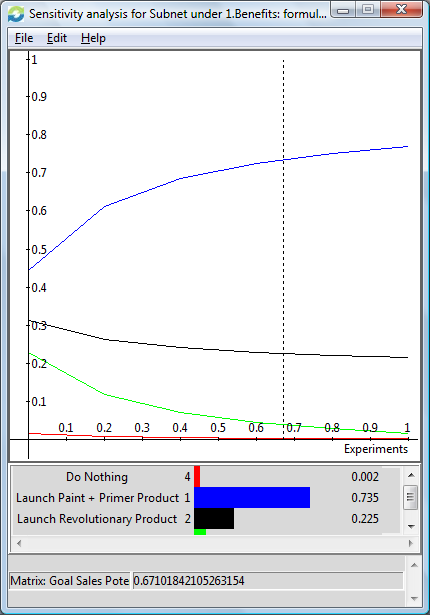 Sensitivity analysis for Subnet under 1.Benefits: formul...
File Edit Help
1
0.9
0.8
0.7
0.6
0.5
0.4
0.3
0.2
0.1
0.1 0.2 0.3 0.4 0.5 0.6 0.7 0.8 0.9 1
Experiments
Do Nothing 4 0.002
Launch Paint + Primer Product 1 0.735
Launch Revolutionary Product 2 0.225
Matrix: Goal Sales Pote 0.67101842105263154